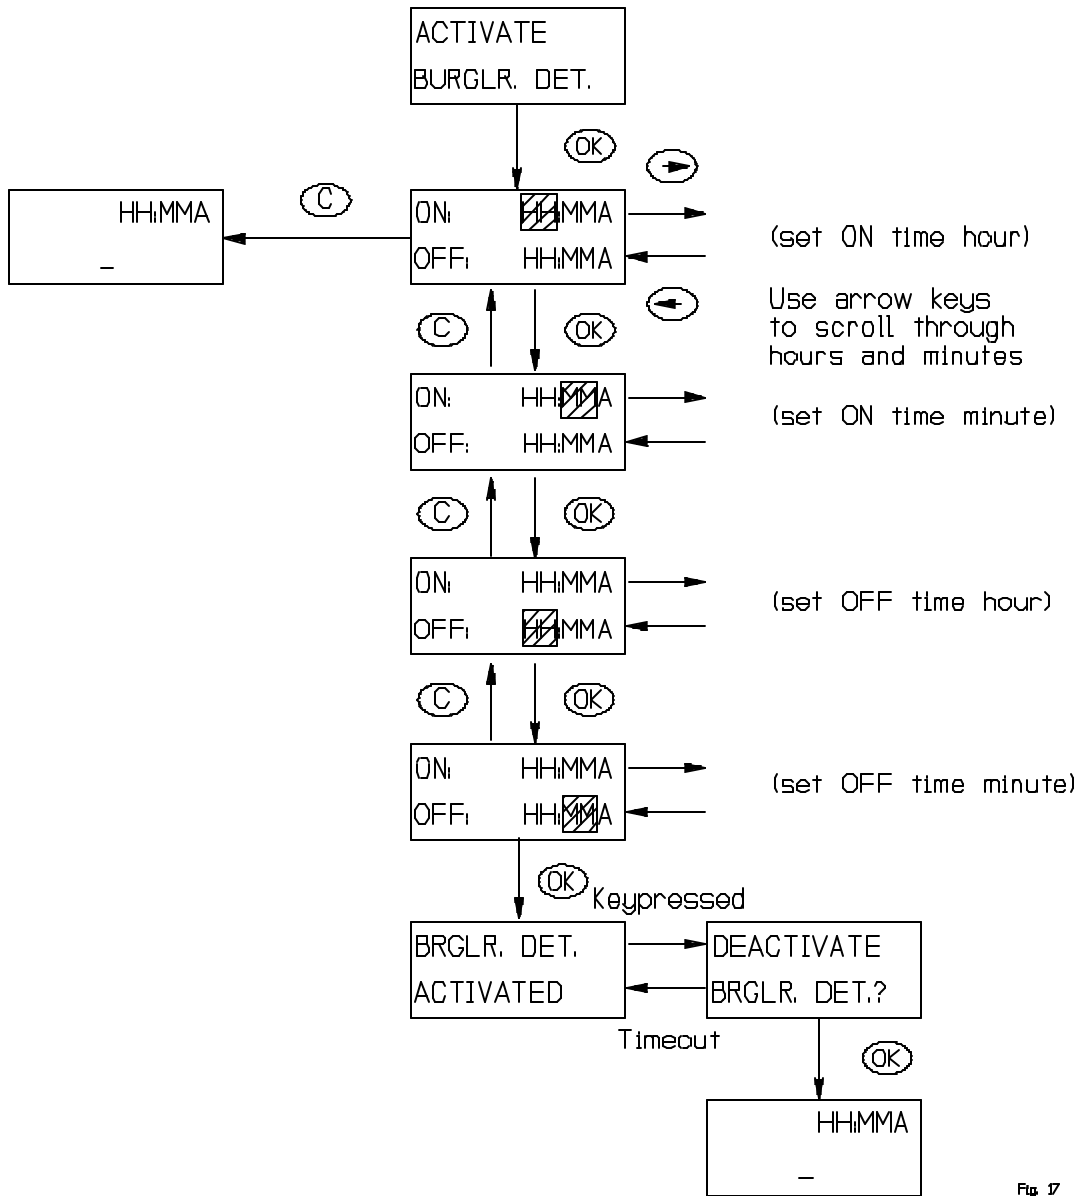 ACTIVATE
BURGLR. DET.
OK
C
HH:MMA
_
ON: HH:MMA
OFF: HH:MMA
(set ON time hour)
C
OK
Use arrow keys
to scroll through
hours and minutes
ON: HH:MMA
OFF: HH:MMA
(set ON time minute)
C
OK
ON: HH:MMA
OFF: HH:MMA
(set OFF time hour)
C
OK
ON: HH:MMA
OFF: HH:MMA
(set OFF time minute)
OK
Keypressed
BRGLR. DET.
ACTIVATED
DEACTIVATE
BRGLR. DET.?
Timeout
OK
HH:MMA
_
Fig. 17